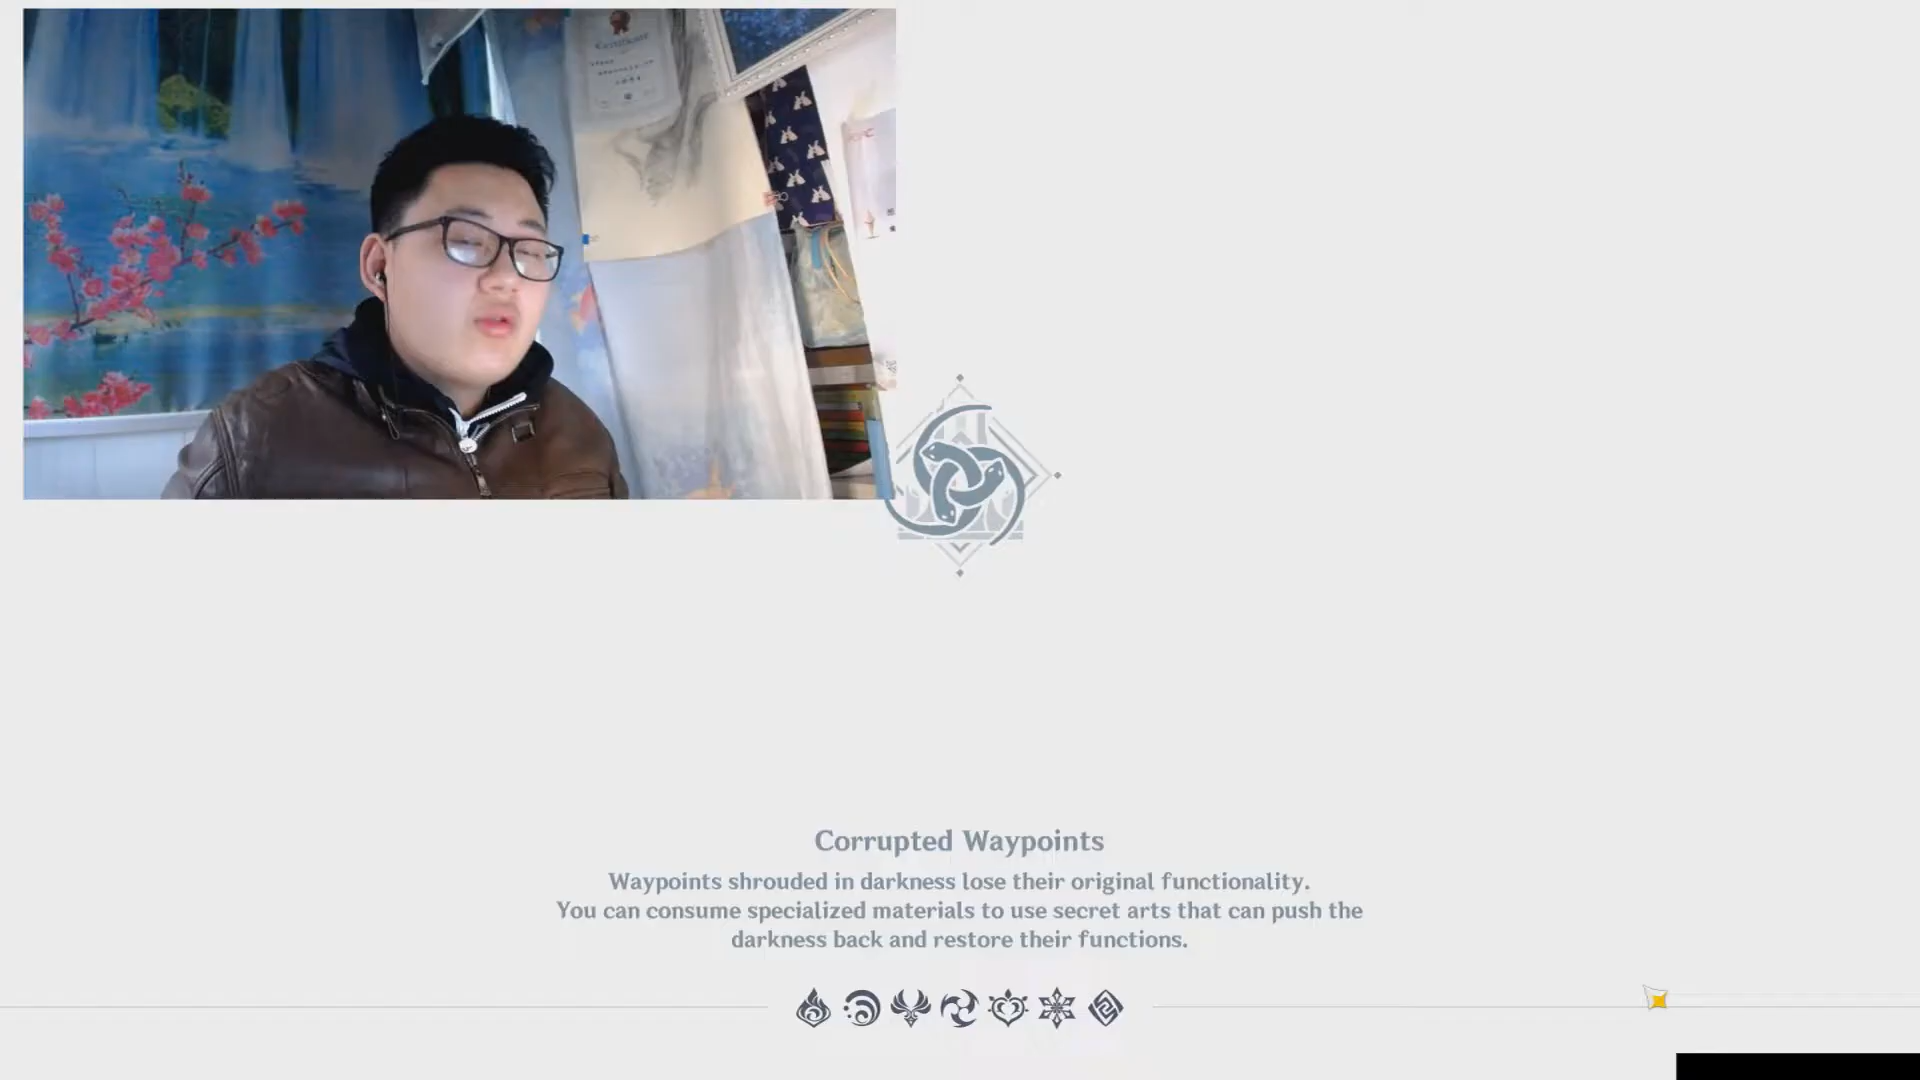 Certificate
Corrupted Waypoints
Waypoints shrouded in darkness lose their original functionality.
You can consume specialized materials to use secret arts that can push the
darkness back and restore their functions.